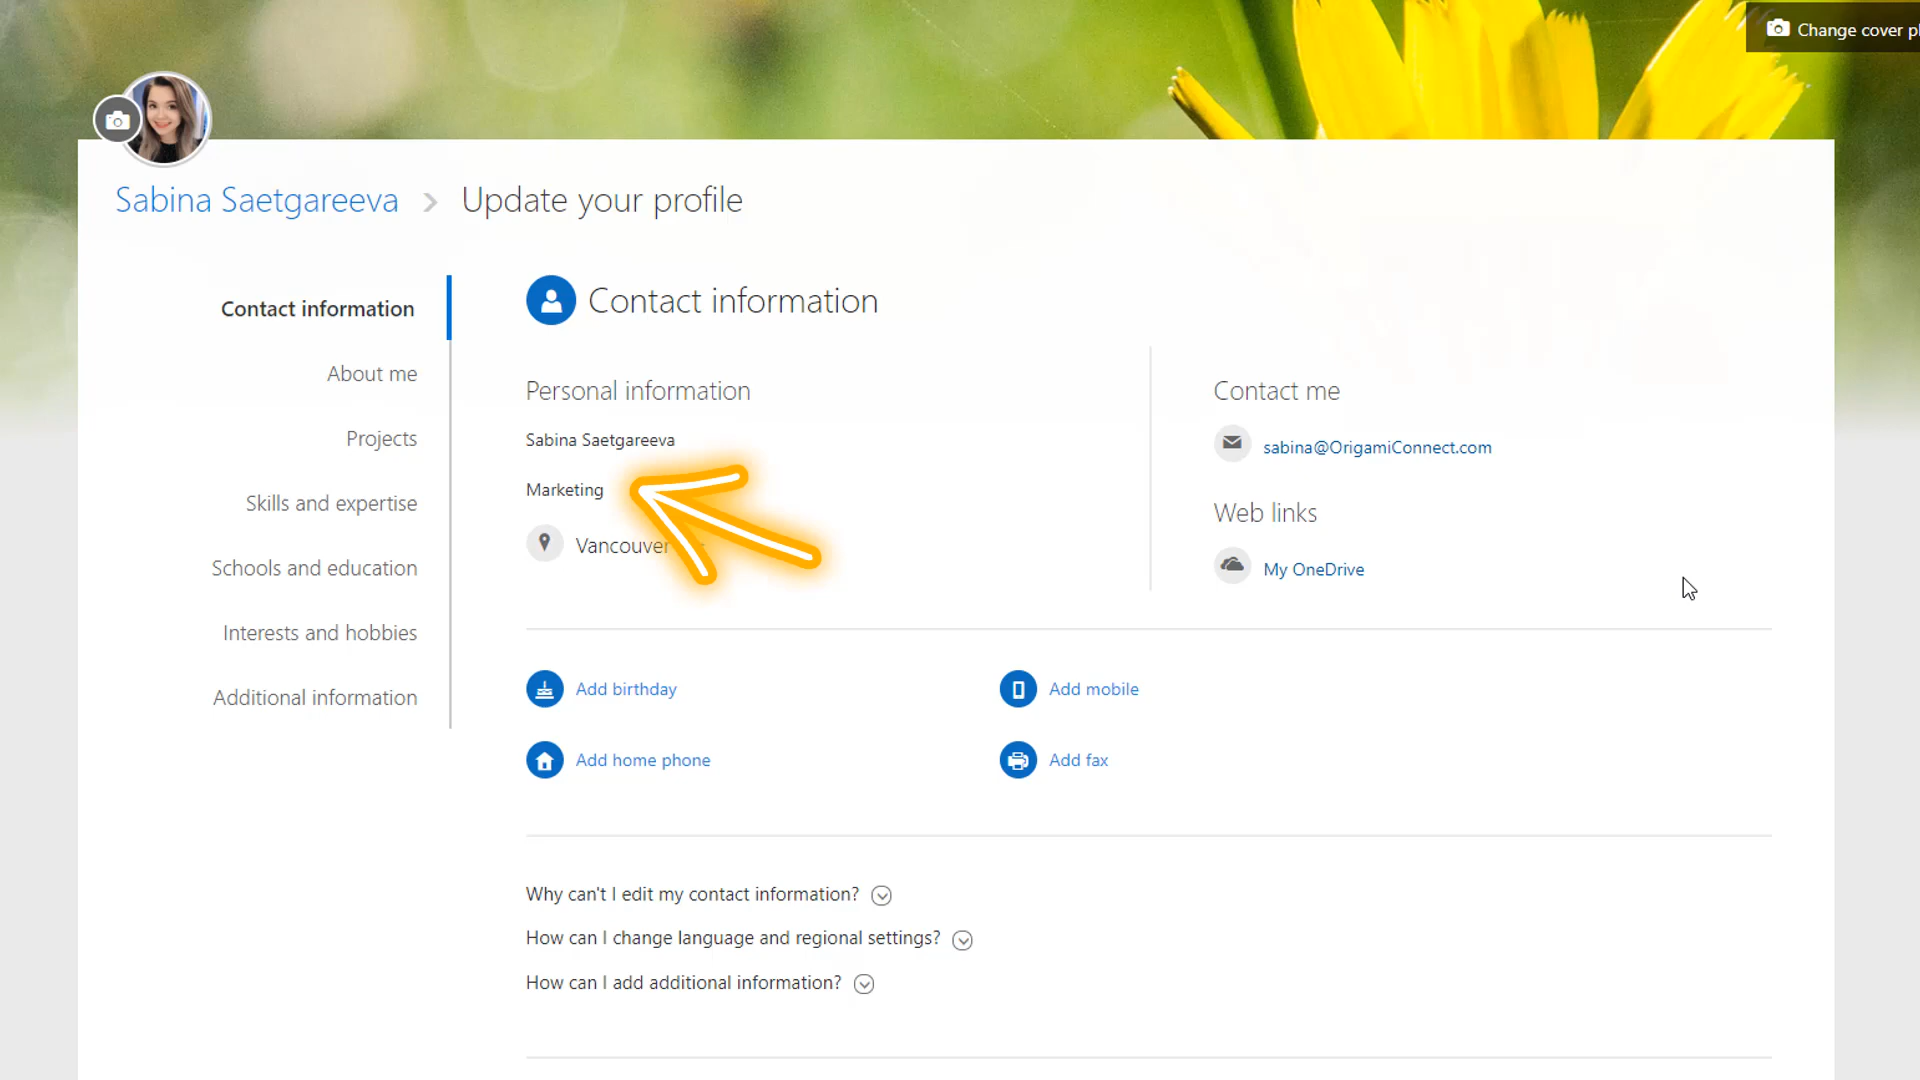 Change cover
Sabina Saetgareeva > Update your profile
Contact information
About me
Projects
Skills and expertise
Schools and education
Interests and hobbies
Additional information
Contact information
Personal information
Sabina Saetgareeva
Marketing
Vancouver
Contact me
sabina@OrigamiConnect.com
Web links
My OneDrive
Add birthday
Add mobile
Add home phone
Add fax
Why can't I edit my contact information?
How can I change language and regional settings?
How can I add additional information?